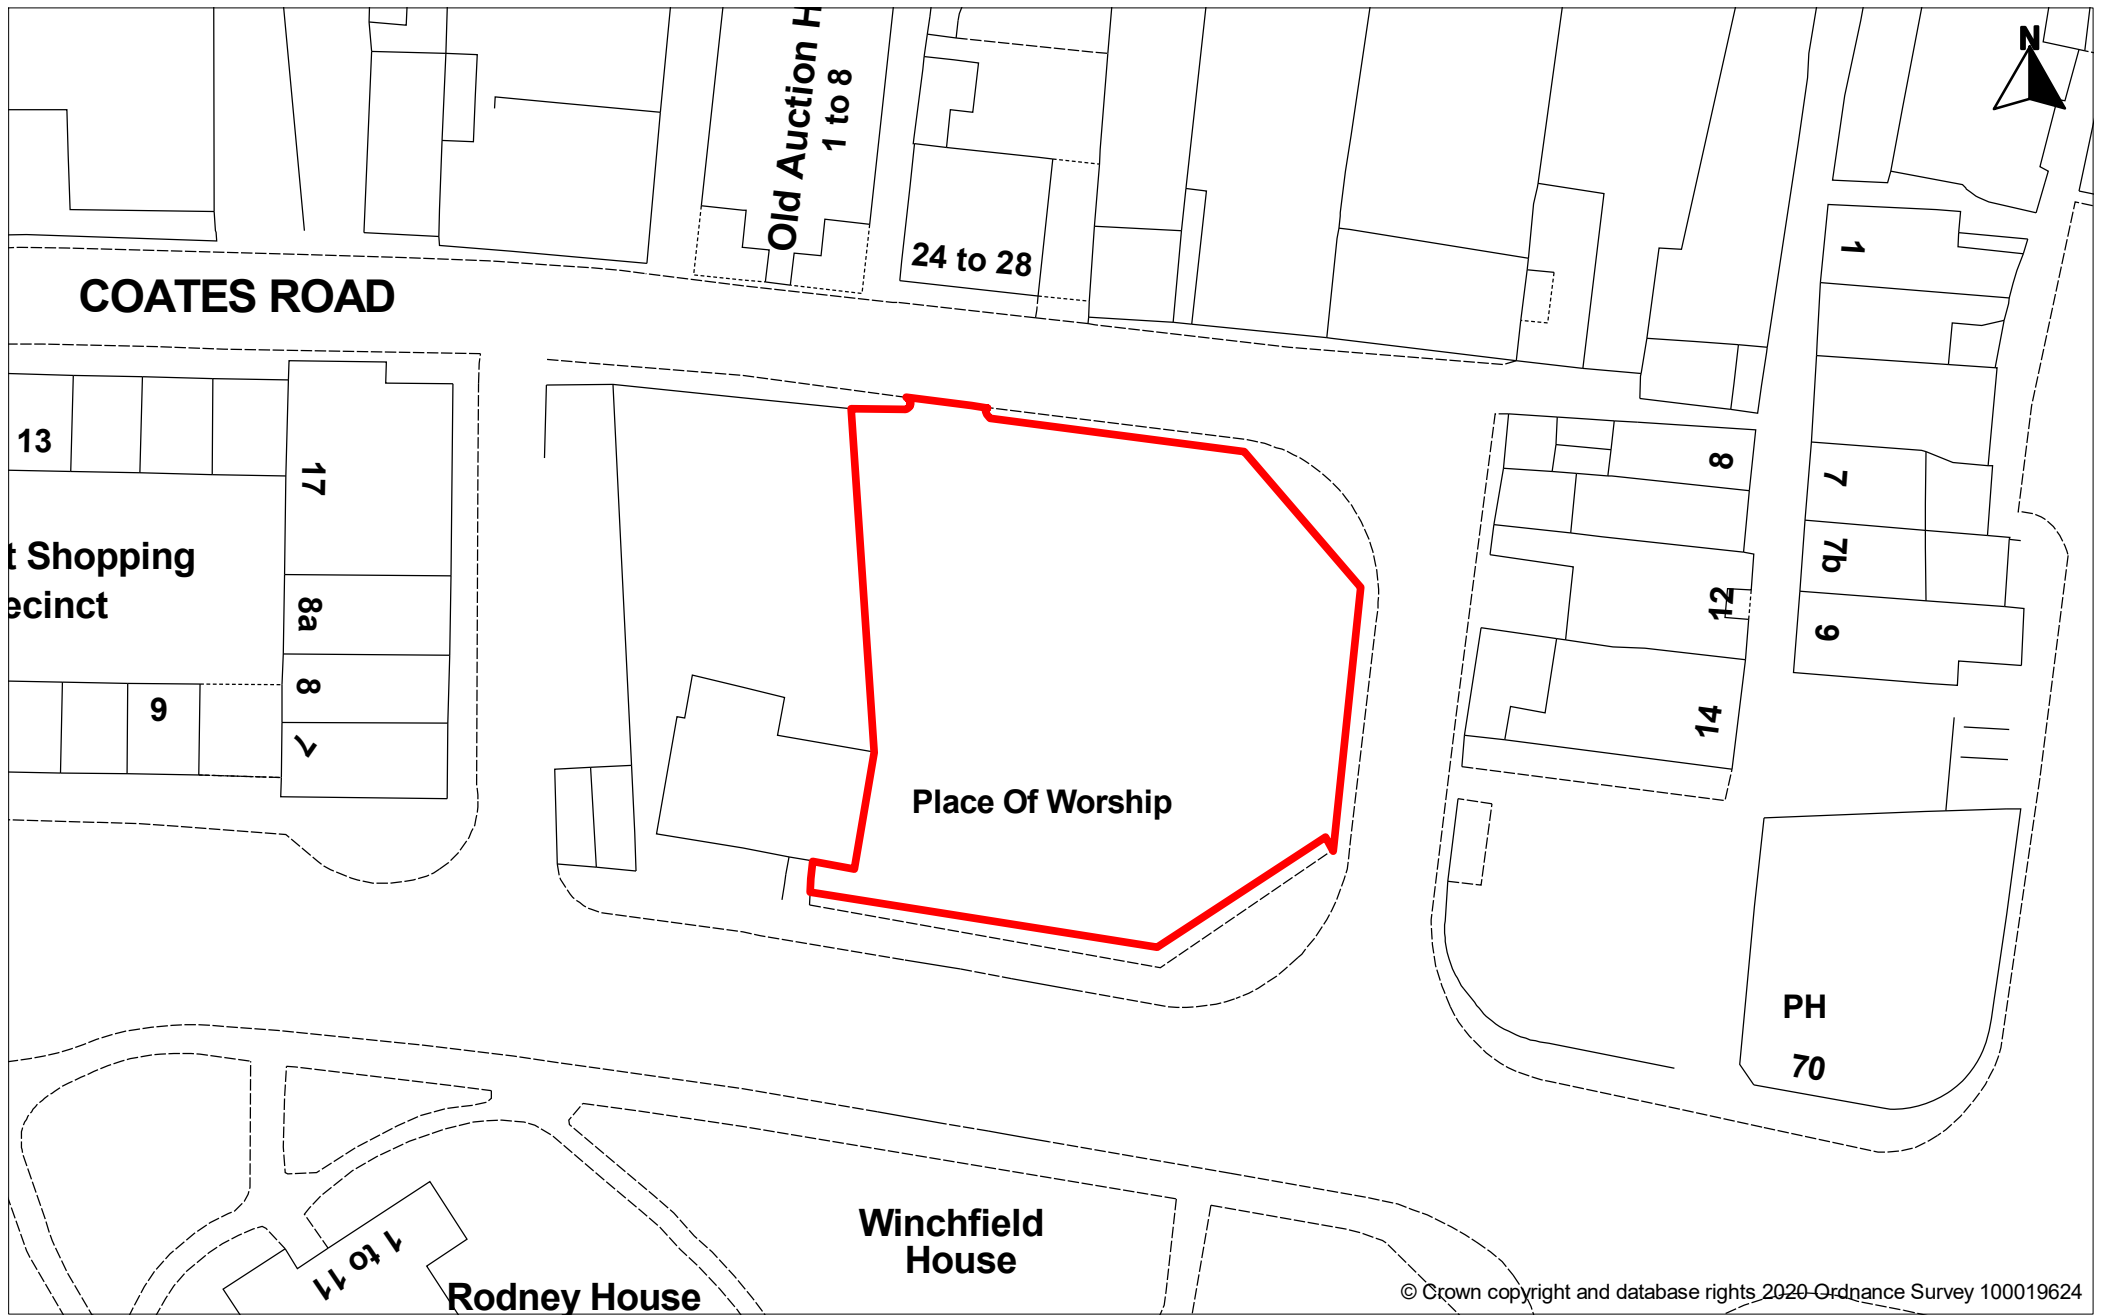 N
Old Auction H
1 to 8
24 to 28
COATES ROAD
1
13
17
8
7
t Shopping
ecinct
7b
8a
12
9
8
9
14
7
Place Of Worship
PH
70
Winchfield
House
1 to 11
Rodney House
© Crown copyright and database rights 2020 Ordnance Survey 100019624